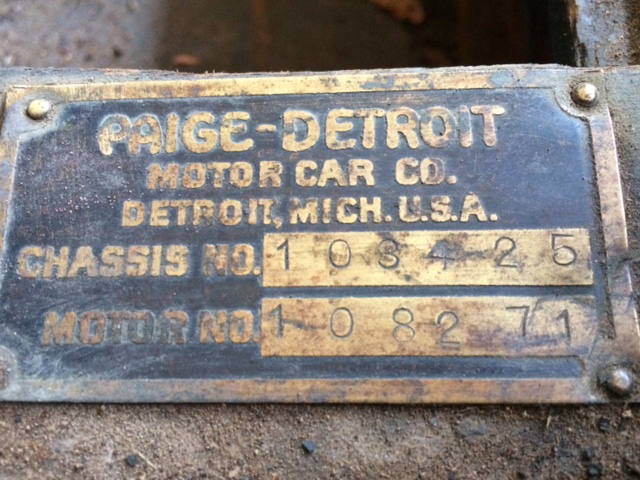 PAIGE-DETROIT
MOTOR CAR CO.
DETROIT, MICH. U.S.A.
CHASSIS NO. 103425
MOTOR NO. 108271